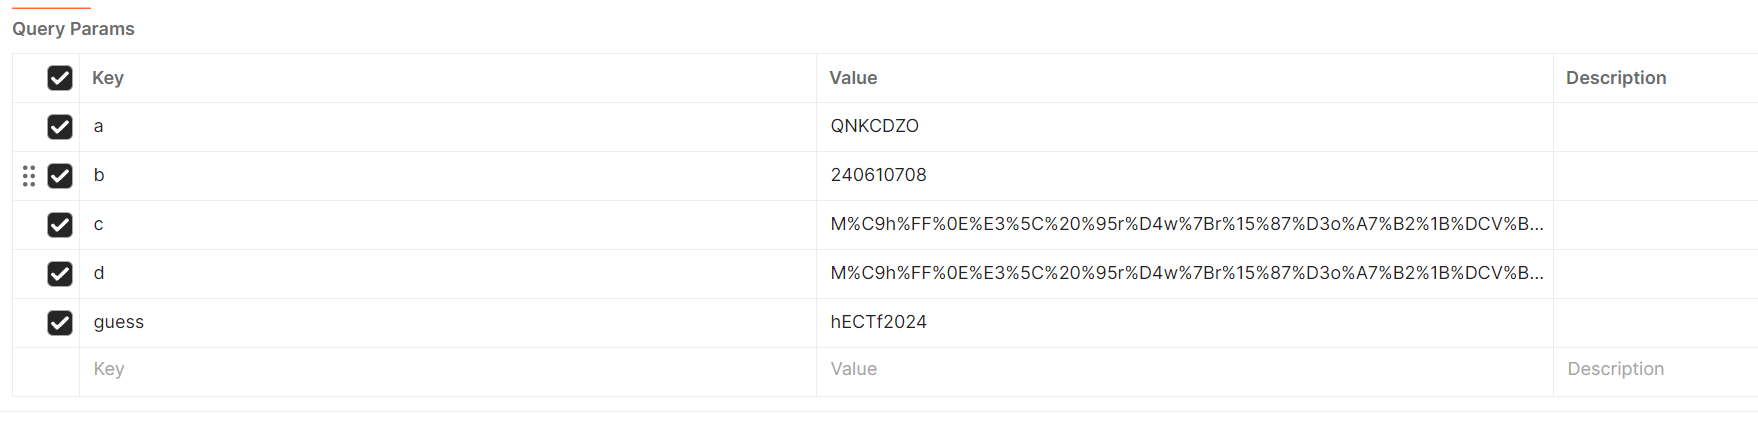 Query Params
Key Value Description
a QNKCDZO
b 240610708
c M%C9h%FF%0E%E3%5C%20%95r%D4w%7Br%15%87%D3o%A7%B2%1B%DCV%B...
d M%C9h%FF%0E%E3%5C%20%95r%D4w%7Br%15%87%D3o%A7%B2%1B%DCV%B...
guess hECTf2024
Key Value Description